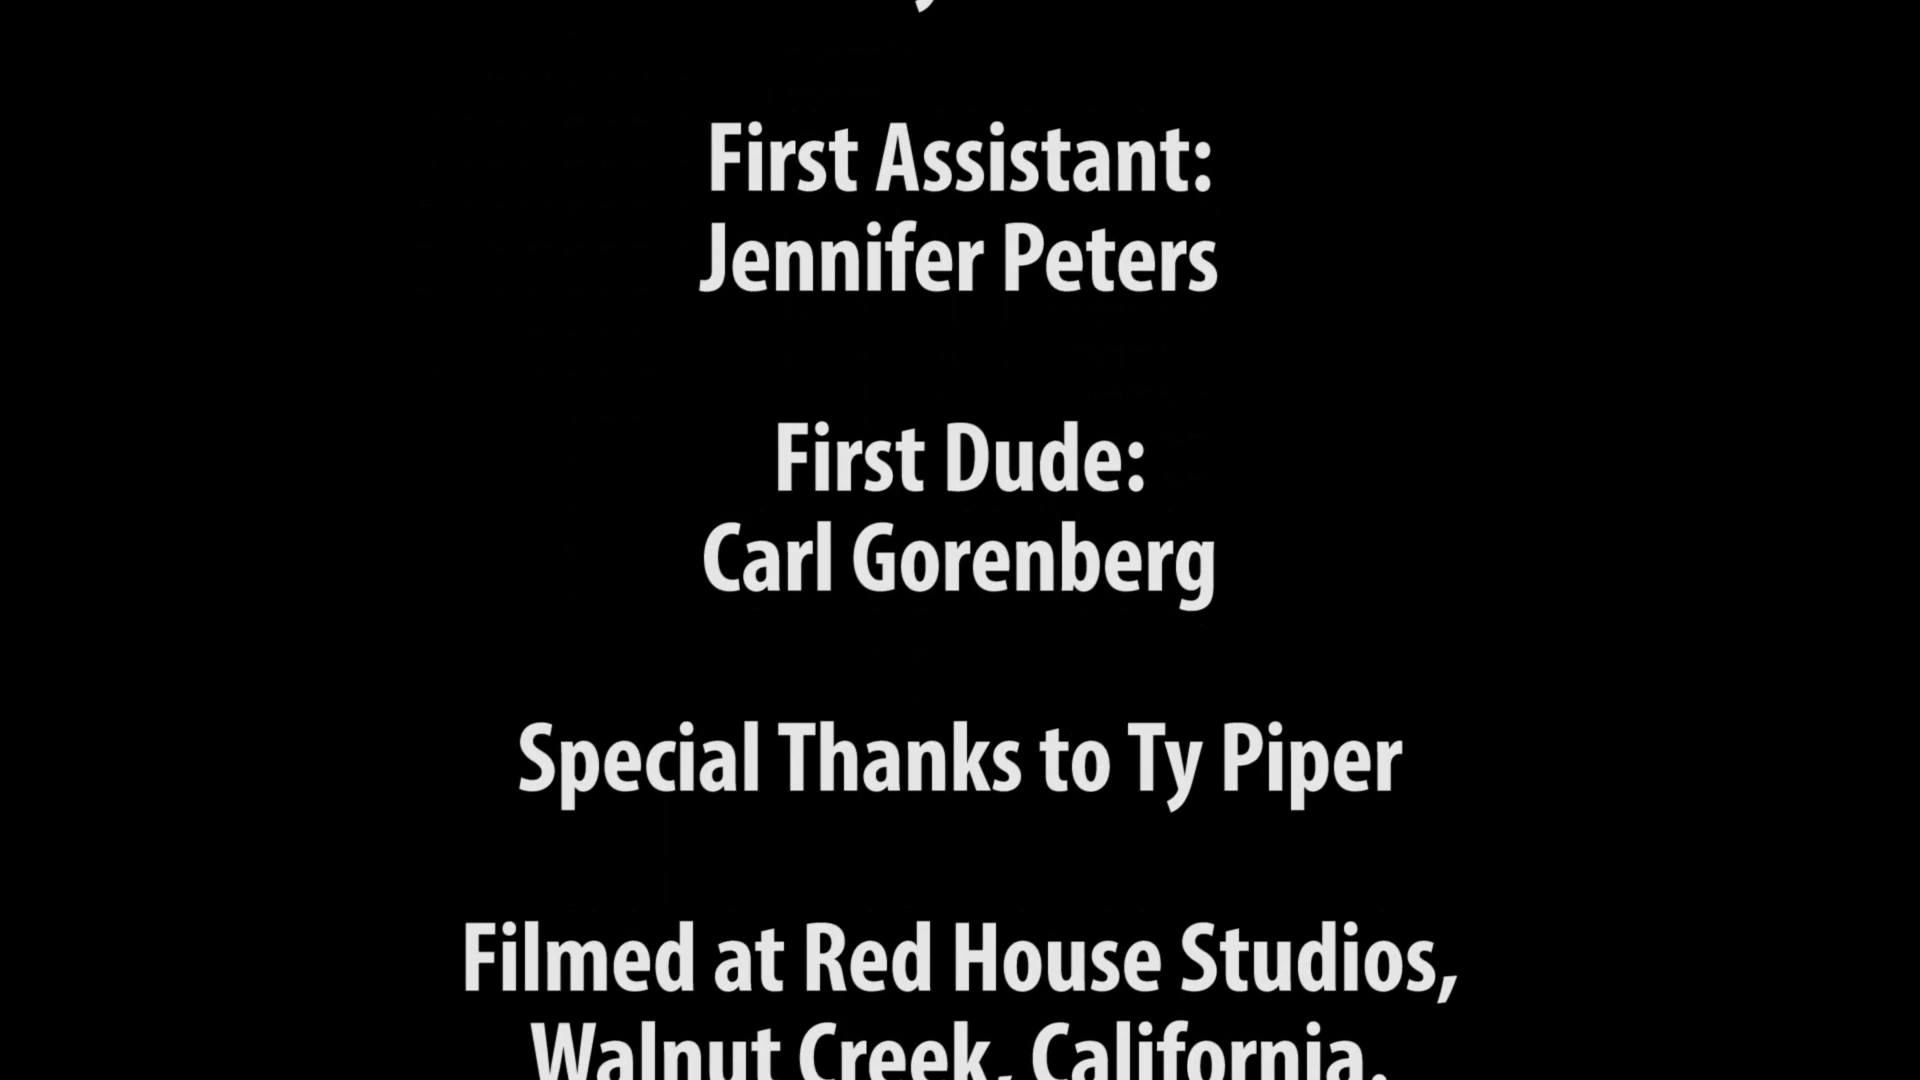 First Assistant:
Jennifer Peters
First Dude:
Carl Gorenberg
Special Thanks to Ty Piper
Filmed at Red House Studios,
Walnut Creek, California.